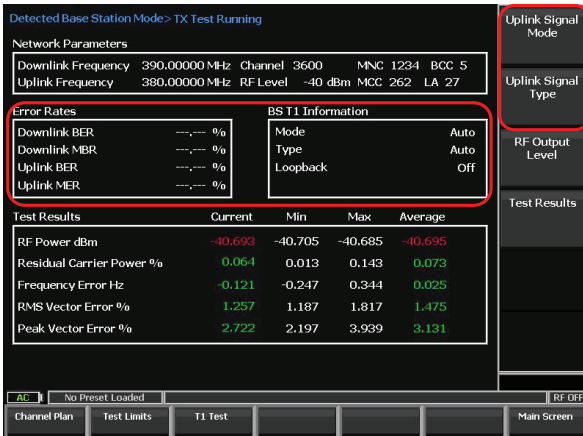 Detected Base Station Mode> TX Test Running
Network Parameters
Downlink Frequency 390.00000 MHz Channel 3600 MNC 1234 BCC 5
Uplink Frequency 380.00000 MHz RF Level -40 dBm MCC 262 LA 27
Error Rates BS T1 Information
Downlink BER ---.--- % Mode Auto
Downlink MBR ---.--- % Type Auto
Uplink BER ---.--- % Loopback Off
Uplink MER ---.--- %
Test Results Current Min Max Average
RF Power dBm -40.693 -40.705 -40.685 -40.695
Residual Carrier Power % 0.064 0.013 0.143 0.073
Frequency Error Hz -0.121 -0.247 0.344 0.025
RMS Vector Error % 1.257 1.187 1.817 1.475
Peak Vector Error % 2.722 2.197 3.939 3.131
Uplink Signal
Mode
Uplink Signal
Type
RF Output
Level
Test Results
AC No Preset Loaded RF OFF
Channel Plan Test Limits T1 Test Main Screen